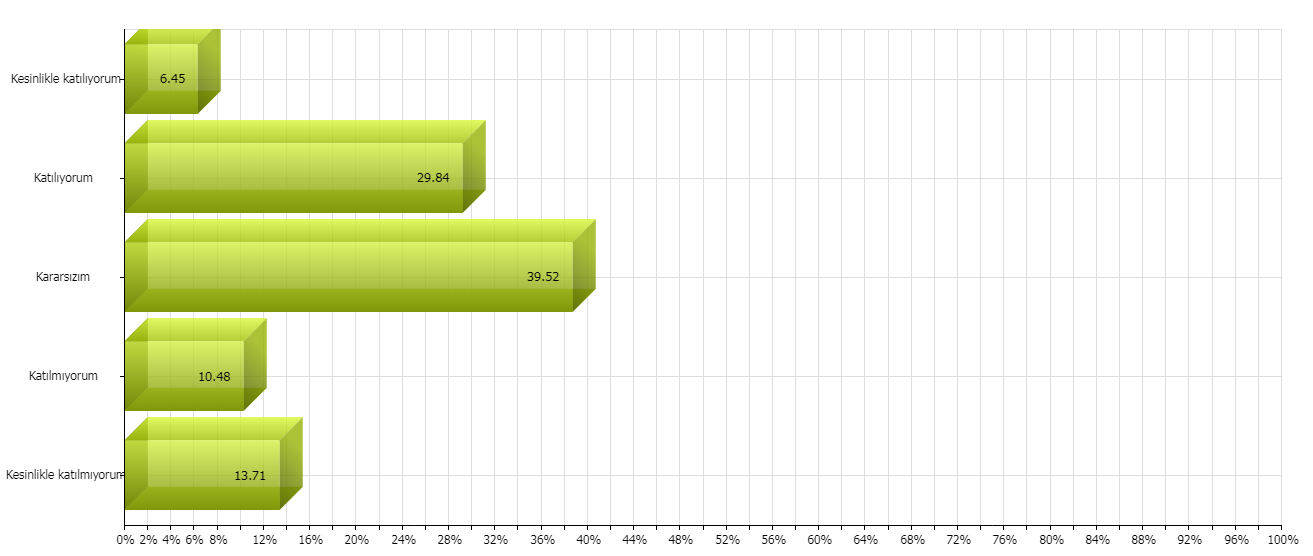 Kesinlikle katılıyorum
6.45
Katılıyorum
29.84
Kararsızım
39.52
Katılmıyorum
10.48
Kesinlikle katılmıyorum
13.71
0% 2% 4% 6% 8% 12% 16% 20% 24% 28% 32% 36% 40% 44% 48% 52% 56% 60% 64% 68% 72% 76% 80% 84% 88% 92% 96% 100%